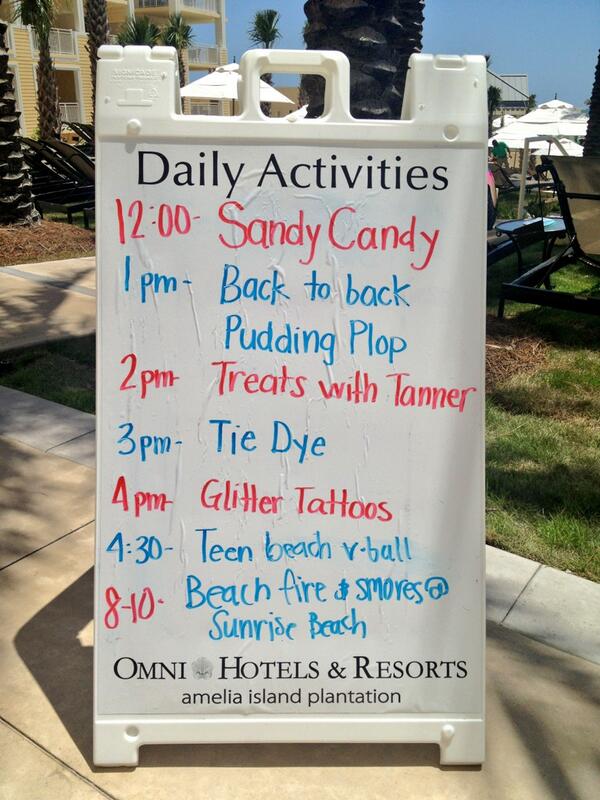 Daily Activities
12:00- Sandy Candy
1pm- Back to back
Pudding Plop
2pm- Treats with Tanner
3pm- Tie Dye
4pm- Glitter Tattoos
4:30- Teen beach v-ball
8-10- Beach fire & smores @
Sunrise Beach
OMNI HOTELS & RESORTS
amelia island plantation